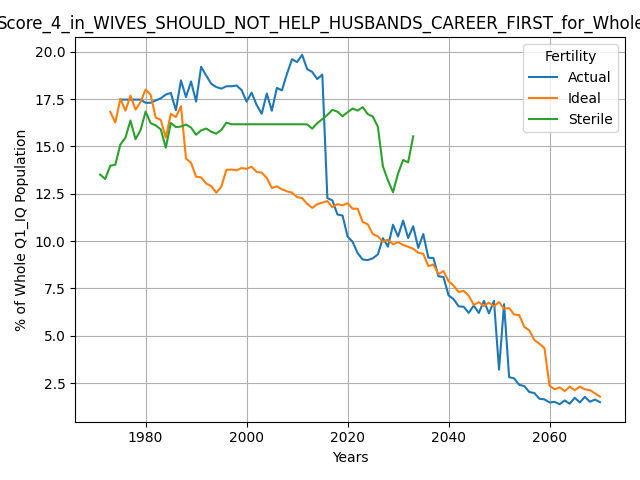 Score_4_in_WIVES_SHOULD_NOT_HELP_HUSBANDS_CAREER_FIRST_for_Whole
Fertility
Actual
Ideal
Sterile
% of Whole Q1_IQ Population
20.0
17.5
15.0
12.5
10.0
7.5
5.0
2.5
1980 2000 2020 2040 2060
Years